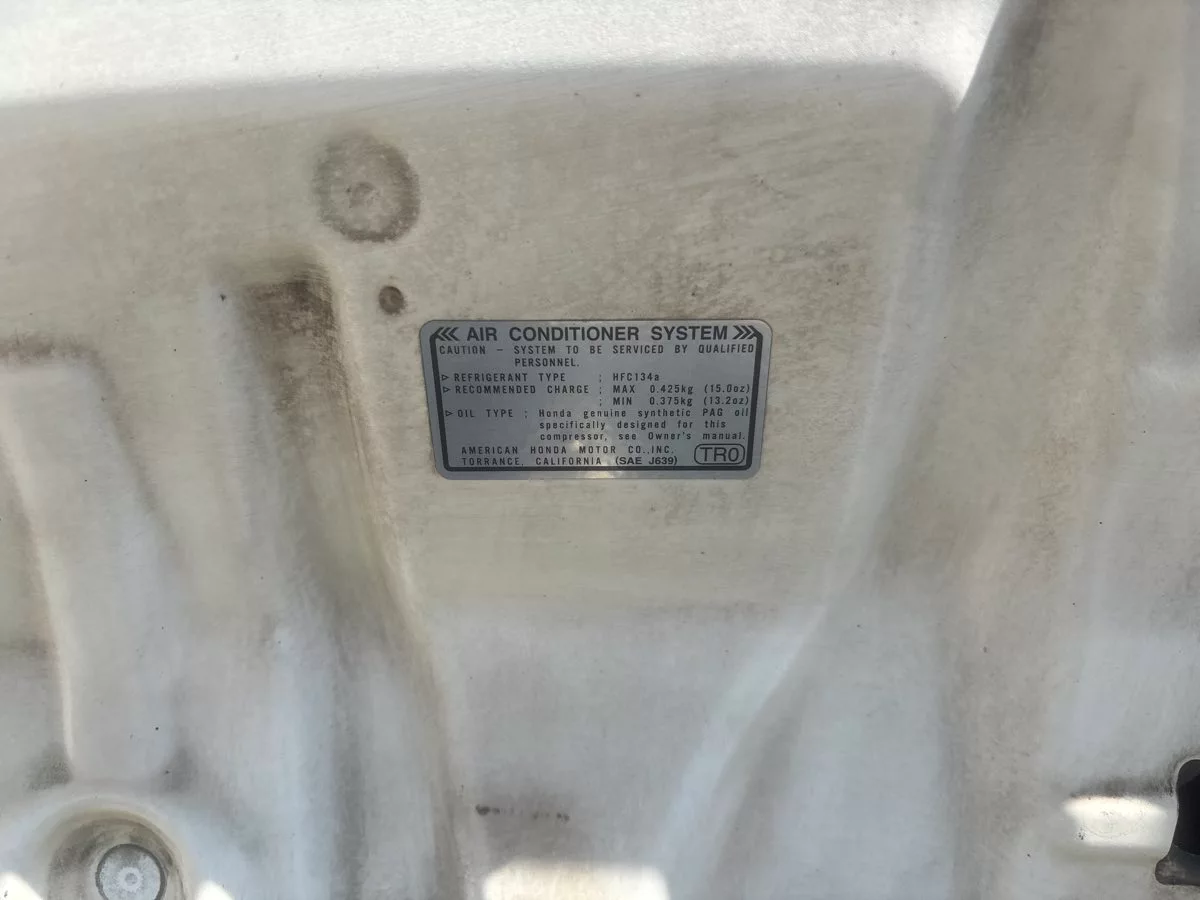 AIR CONDITIONER SYSTEM
CAUTION - SYSTEM TO BE SERVICED BY QUALIFIED
PERSONNEL.
▷ REFRIGERANT TYPE : HFC134a
▷ RECOMMENDED CHARGE : MAX 0.425kg (15.0oz)
: MIN 0.375kg (13.2oz)
▷ OIL TYPE : Honda genuine synthetic PAG oil
specifically designed for this
compressor, see Owner's manual.
AMERICAN HONDA MOTOR CO.,INC.
TORRANCE, CALIFORNIA (SAE J639) TR0